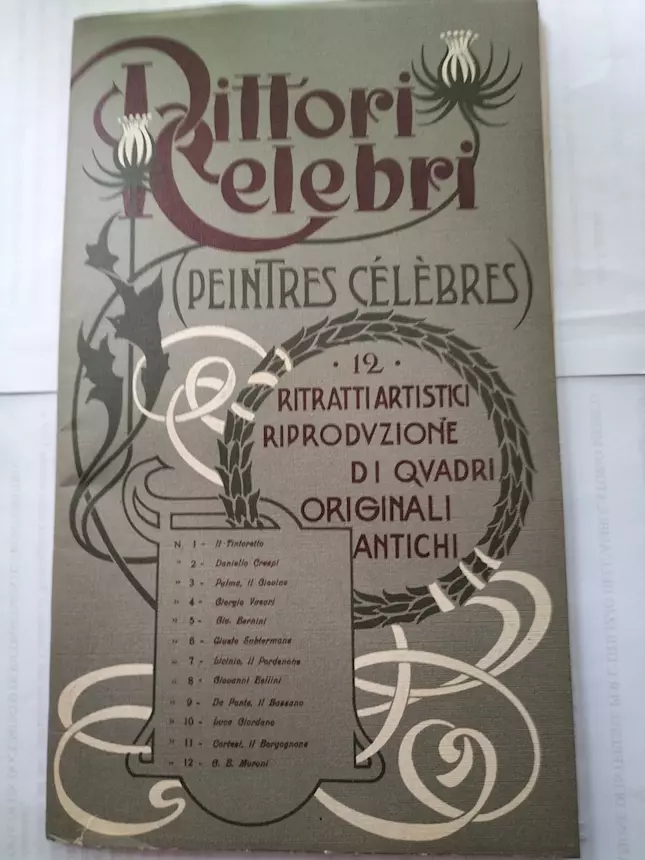 Pittori
Celebri
(PEINTRES CÉLÈBRES)
· 12 ·
RITRATTI ARTISTICI
RIPRODVZIONE
DI QVADRI
ORIGINALI
ANTICHI
N. 1 - Il Tintoretto
" 2 - Daniello Crespi
" 3 - Palma, il Giovine
" 4 - Giorgio Vasari
" 5 - Gio. Bernini
" 6 - Giusto Subtermans
" 7 - Licinio, il Pordenone
" 8 - Giovanni Bellini
" 9 - Da Ponte, il Bassano
" 10 - Luca Giordano
" 11 - Cortesi, il Borgognone
" 12 - G. B. Moroni